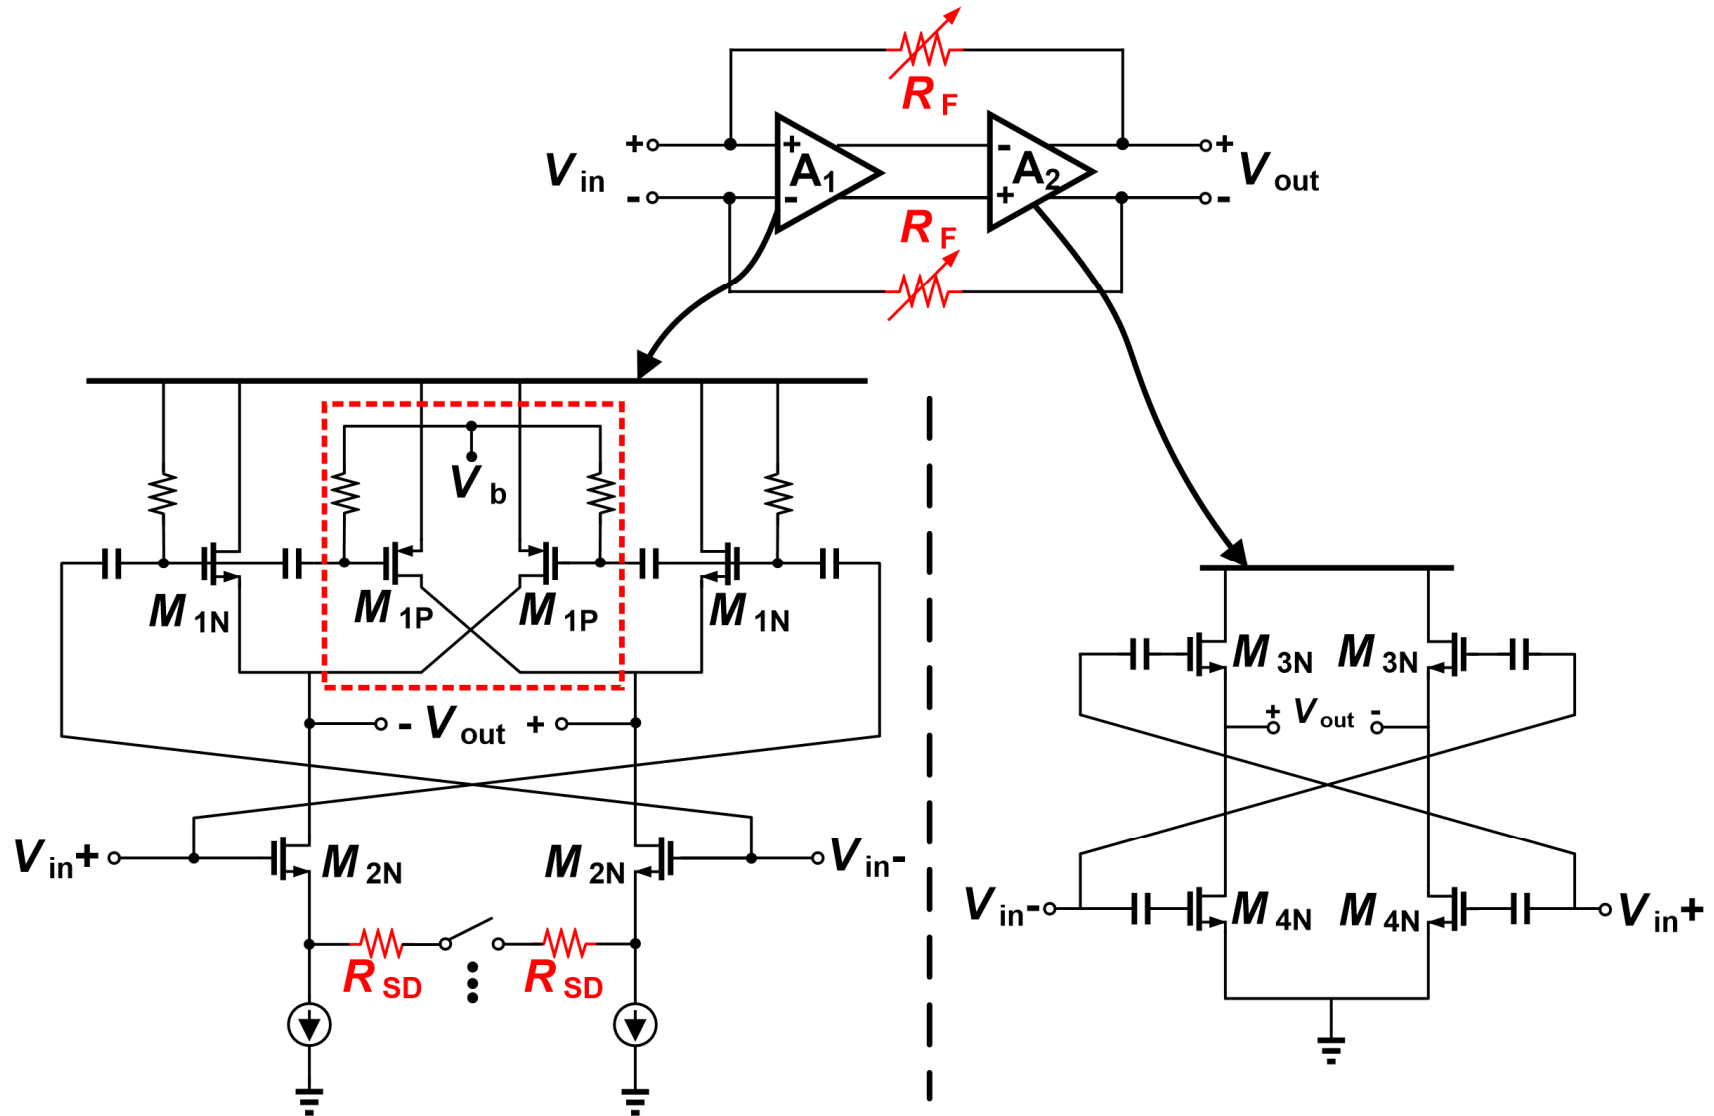 R F
+ + - +
V in A1 A2 V out
- - + -
R F
V b
M 1N M 1P M 1P M 1N
M 3N M 3N
- V out + + V out -
V in+ M 2N M 2N V in-
V in- M 4N M 4N V in+
R SD R SD